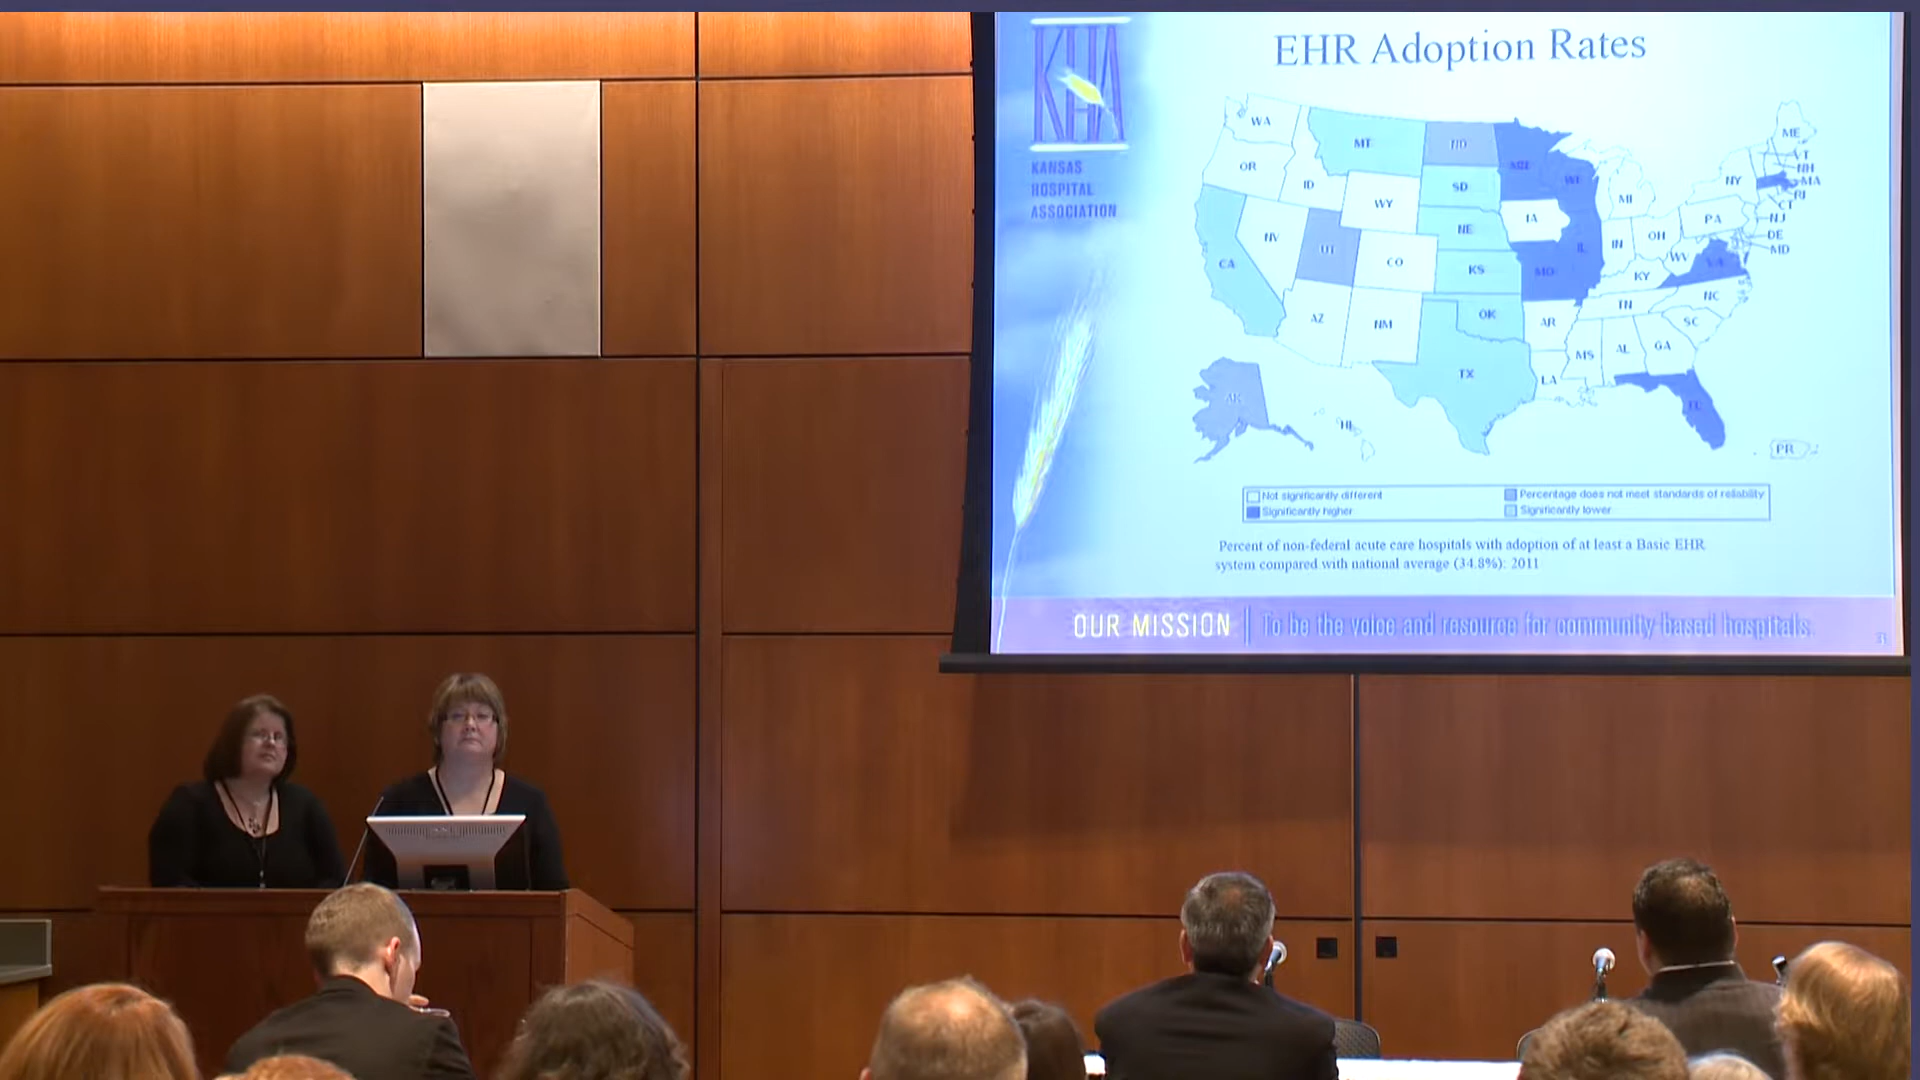 EHR Adoption Rates
KHA
KANSAS
HOSPITAL
ASSOCIATION
WA
MT
ND
ME
VT
NH
MA
RI
CT
NJ
DE
MD
OR
ID
SD
WI
MI
NY
WY
IA
PA
NV
UT
NE
IL
IN
OH
WV
VA
CA
CO
KS
MO
KY
AZ
NM
OK
AR
TN
NC
SC
TX
LA
MS
AL
GA
AK
HI
FL
PR
Not significantly different
Percentage does not meet standards of reliability
Significantly higher
Significantly lower
Percent of non-federal acute care hospitals with adoption of at least a Basic EHR
system compared with national average (34.8%): 2011
OUR MISSION To be the voice and resource for community-based hospitals.
3